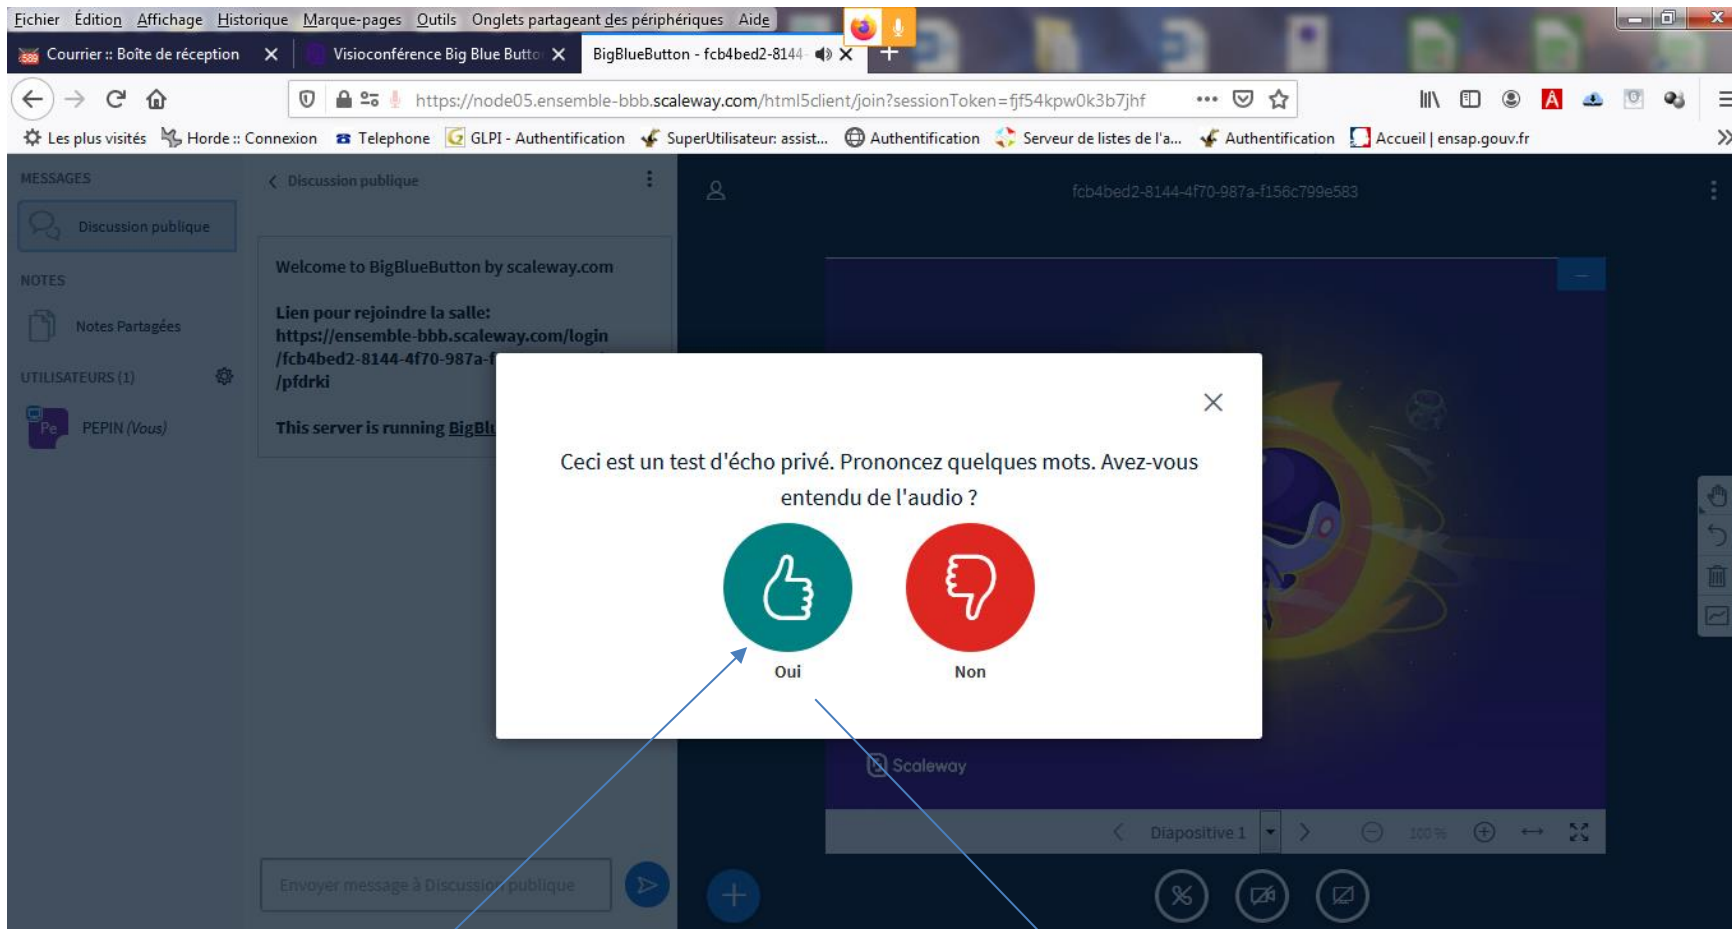 Fichier Édition Affichage Historique Marque-pages Outils Onglets partageant des périphériques Aide
599 Courrier :: Boîte de réception
Visioconférence Big Blue Butto
BigBlueButton - fcb4bed2-8144-
https://node05.ensemble-bbb.scaleway.com/html5client/join?sessionToken=fjf54kpw0k3b7jhf
Les plus visités Horde :: Connexion Telephone GLPI - Authentification SuperUtilisateur: assist... Authentification Serveur de listes de l'a... Authentification Accueil | ensap.gouv.fr
MESSAGES
Discussion publique
NOTES
Notes Partagées
UTILISATEURS (1)
Pe PEPIN (Vous)
Discussion publique
Welcome to BigBlueButton by scaleway.com
Lien pour rejoindre la salle:
https://ensemble-bbb.scaleway.com/login
/fcb4bed2-8144-4f70-987a-f
/pfdrki
This server is running BigBlu
Envoyer message à Discussion publique
fcb4bed2-8144-4f70-987a-f156c799e583
Ceci est un test d'écho privé. Prononcez quelques mots. Avez-vous
entendu de l'audio ?
Oui
Non
Scaleway
Diapositive 1
100 %